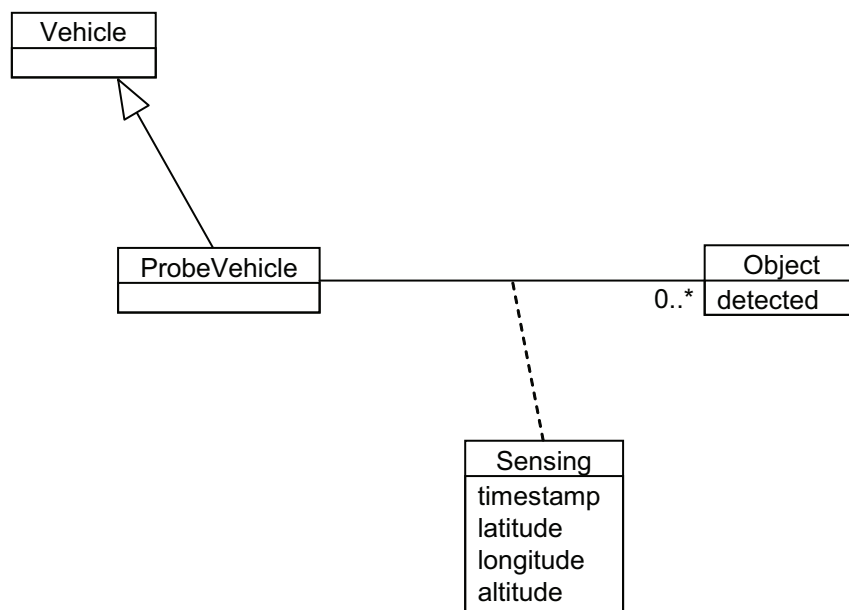 Vehicle
ProbeVehicle
Object
0..*
detected
Sensing
timestamp
latitude
longitude
altitude